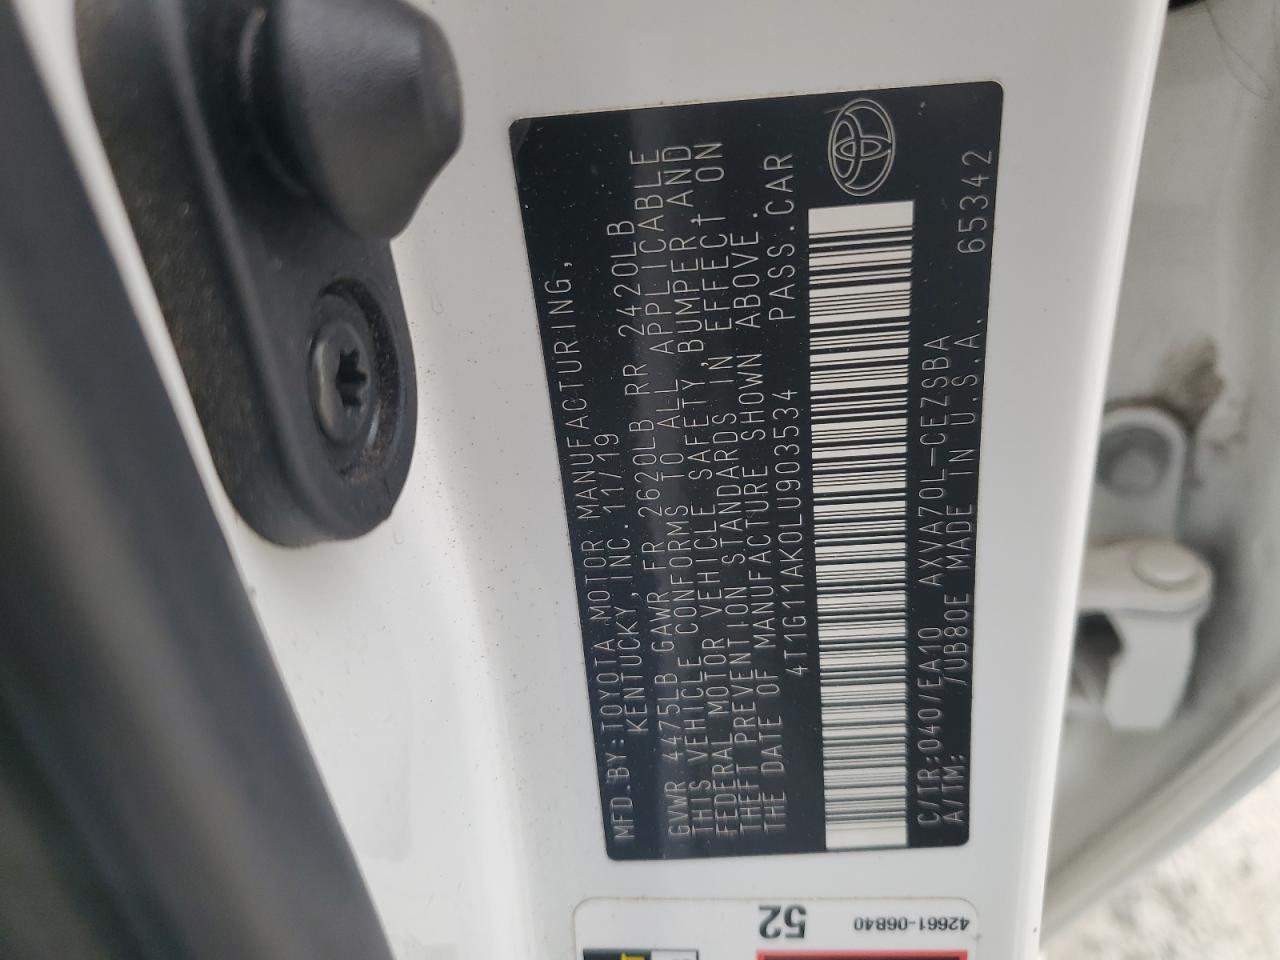 MFD.BY:TOYOTA MOTOR MANUFACTURING,
KENTUCKY,INC. 11/19
GVWR 4475LB GAWR FR 2620LB RR 2420LB
THIS VEHICLE CONFORMS TO ALL APPLICABLE
FEDERAL MOTOR VEHICLE SAFETY,BUMPER, AND
THEFT PREVENTION STANDARDS IN EFFECT ON
THE DATE OF MANUFACTURE SHOWN ABOVE.
4T1G11AK0LU903534 PASS.CAR
C/TR:040/EA10 AXVA70L-CEZSBA
A/TM: /UB80E MADE IN U.S.A. 65342
52
42661-06B40